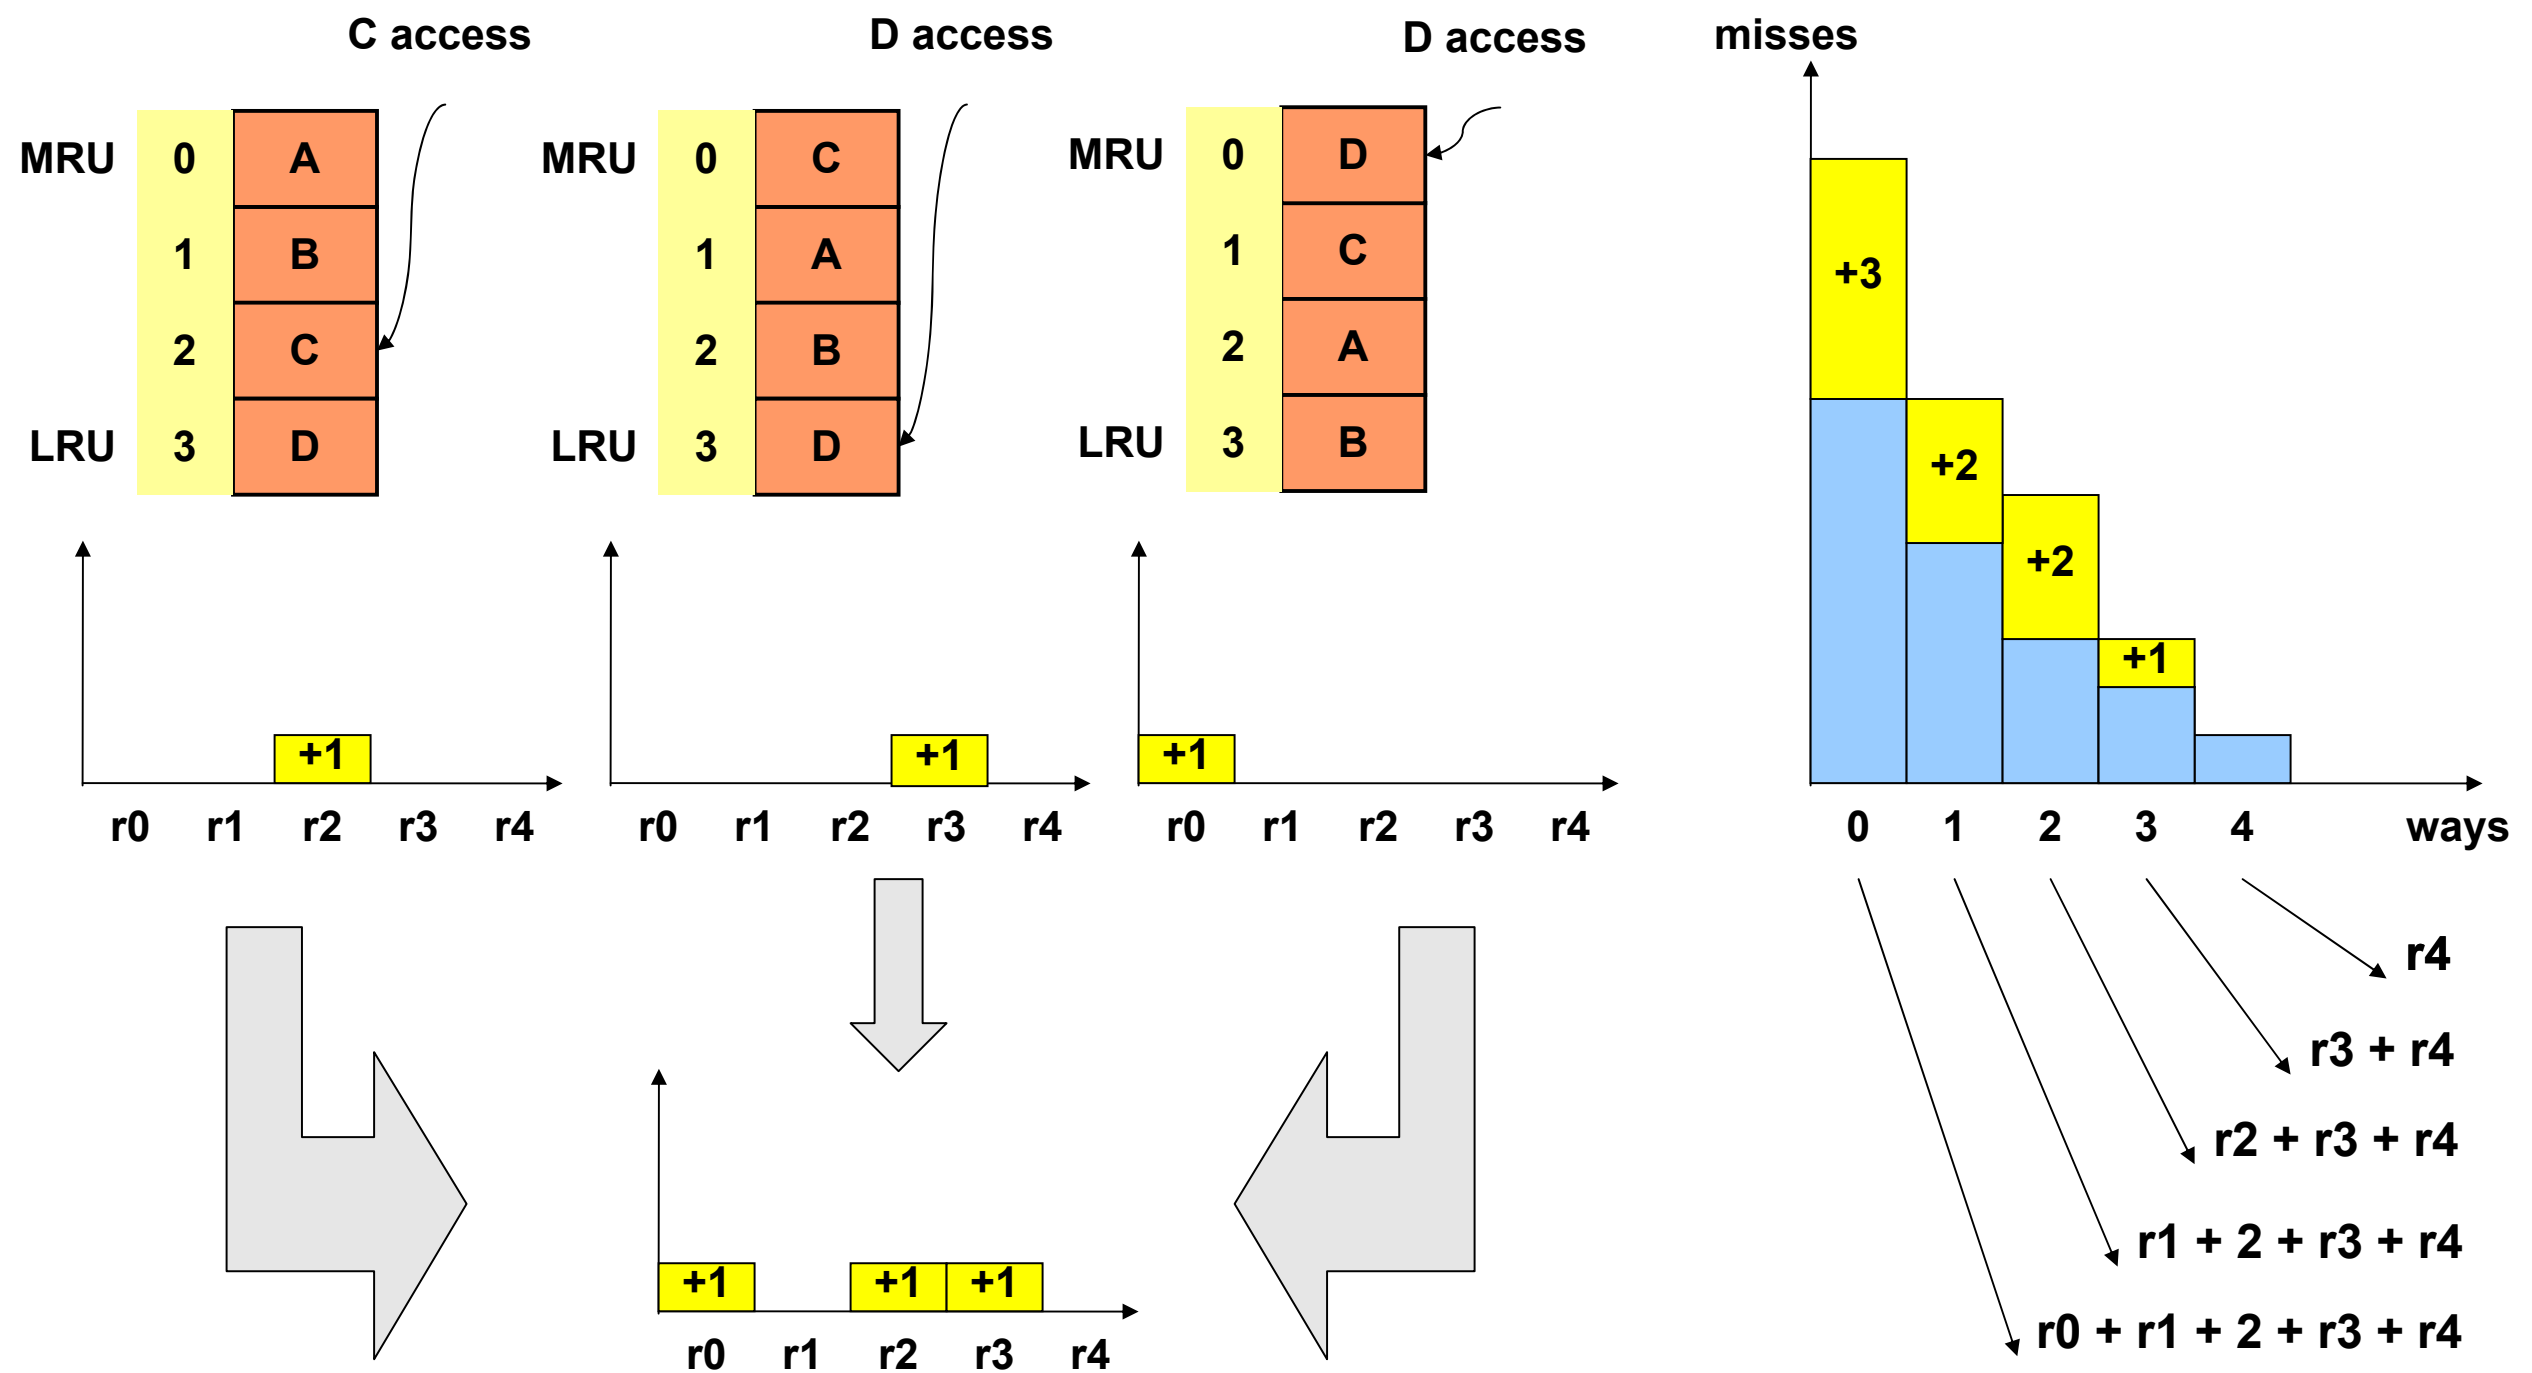 C access
D access
D access
misses
MRU 0 A
1 B
2 C
LRU 3 D
MRU 0 C
1 A
2 B
LRU 3 D
MRU 0 D
1 C
2 A
LRU 3 B
+1
r0 r1 r2 r3 r4
+1
r0 r1 r2 r3 r4
+1
r0 r1 r2 r3 r4
+1 +1 +1
r0 r1 r2 r3 r4
+3
+2
+2
+1
0 1 2 3 4 ways
r4
r3 + r4
r2 + r3 + r4
r1 + 2 + r3 + r4
r0 + r1 + 2 + r3 + r4